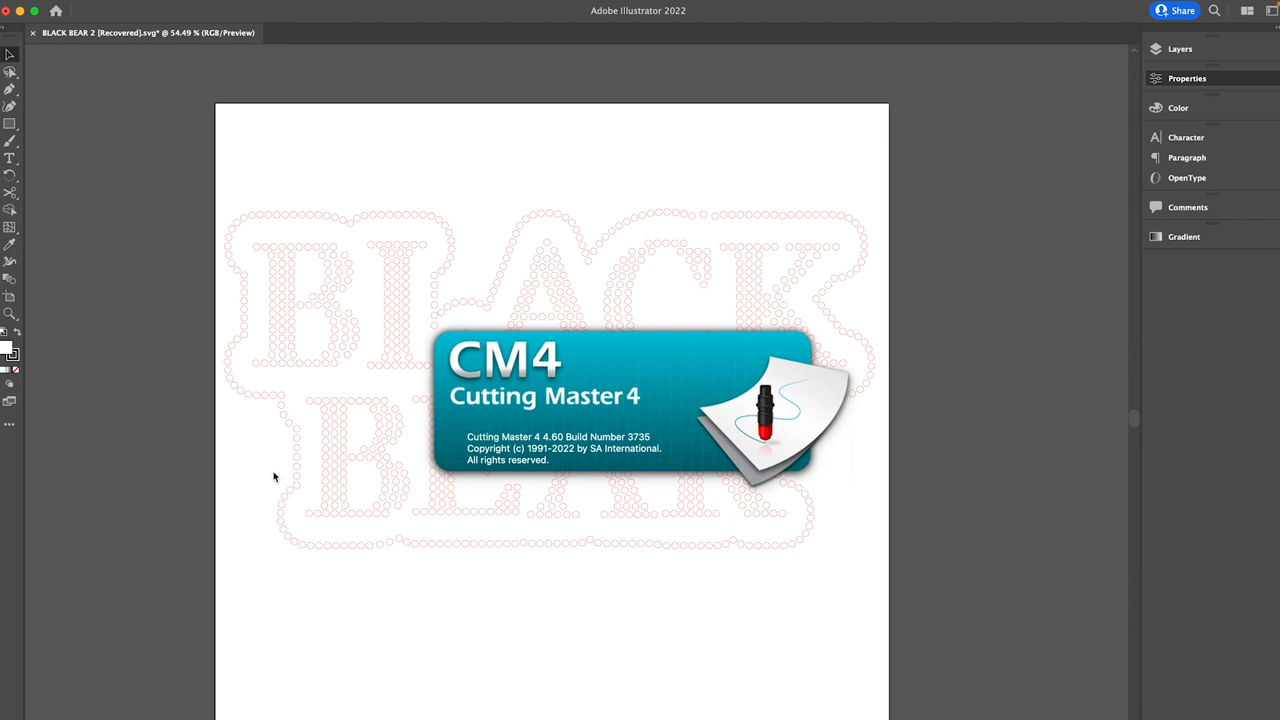 Adobe Illustrator 2022
Share
× BLACK BEAR 2 [Recovered].svg* @ 54.49 % (RGB/Preview)
Layers
Properties
Color
Character
Paragraph
OpenType
Comments
Gradient
BLACK
BEAR
CM4
Cutting Master 4
Cutting Master 4 4.60 Build Number 3735
Copyright (c) 1991-2022 by SA International.
All rights reserved.